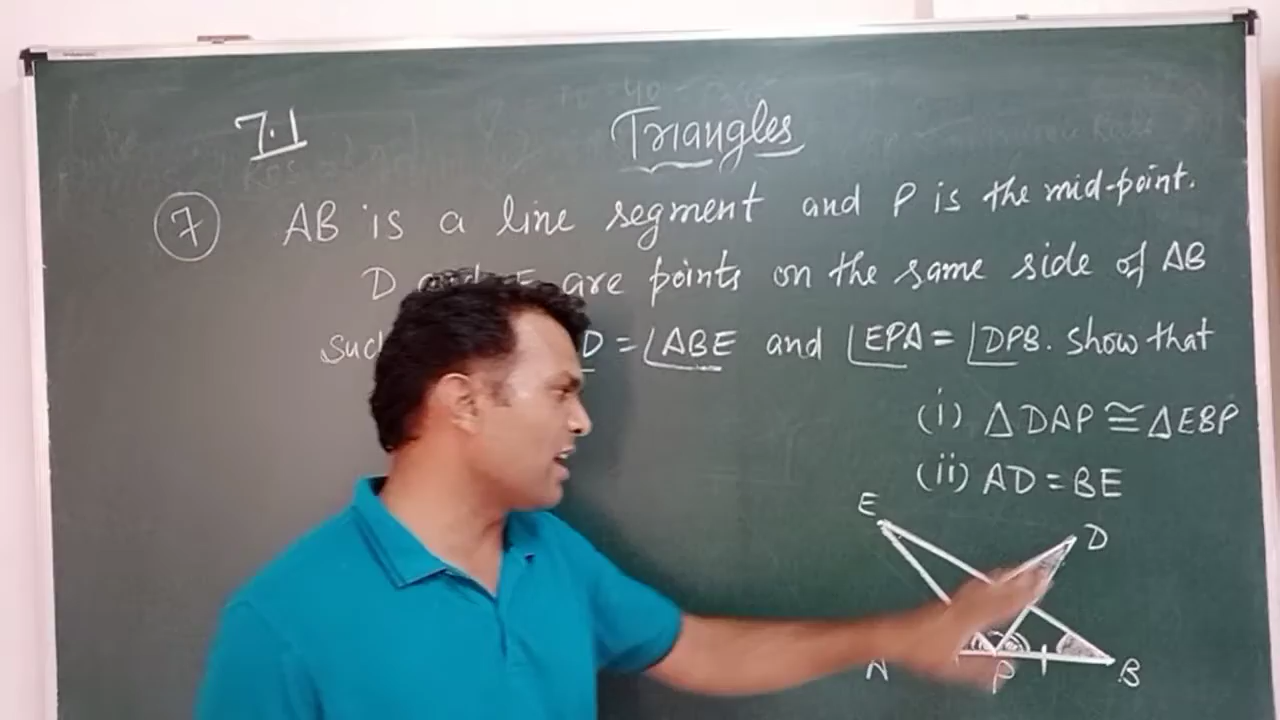 7.1
Triangles
7 AB is a line segment and P is the mid-point.
D and E are points on the same side of AB
D = ∠ABE and ∠EPA = ∠DPB. Show that
(i) △DAP ≅ △EBP
(ii) AD = BE
E
D
A
P
B